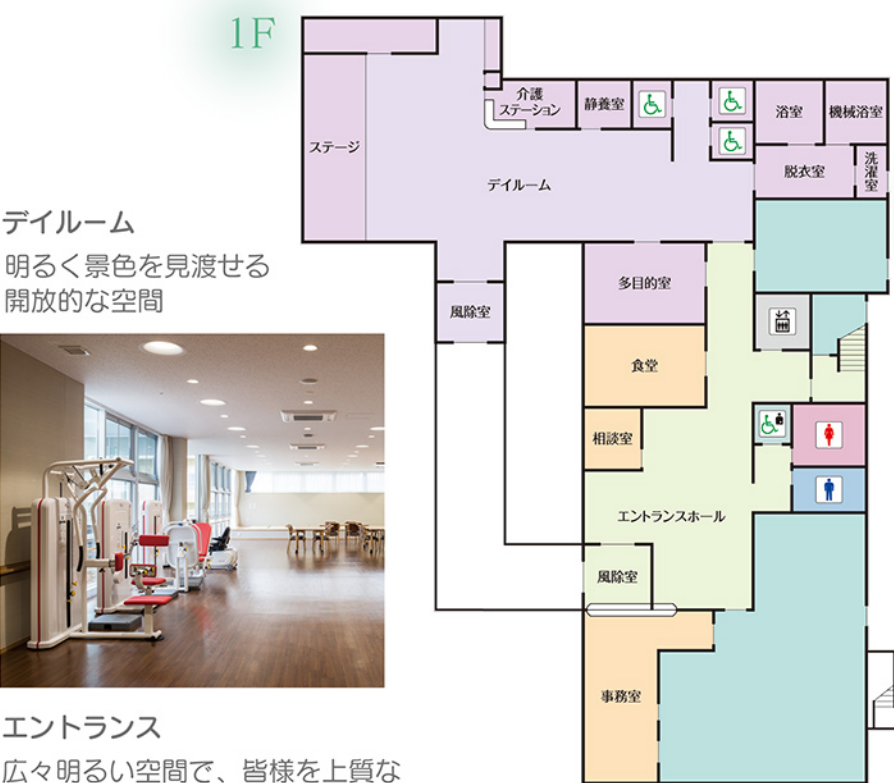 1F
介護
ステーション
静養室
浴室
機械浴室
ステージ
脱衣室
洗濯室
デイルーム
デイルーム
明るく景色を見渡せる
開放的な空間
多目的室
風除室
食堂
相談室
エントランスホール
風除室
事務室
エントランス
広々明るい空間で、皆様を上質な